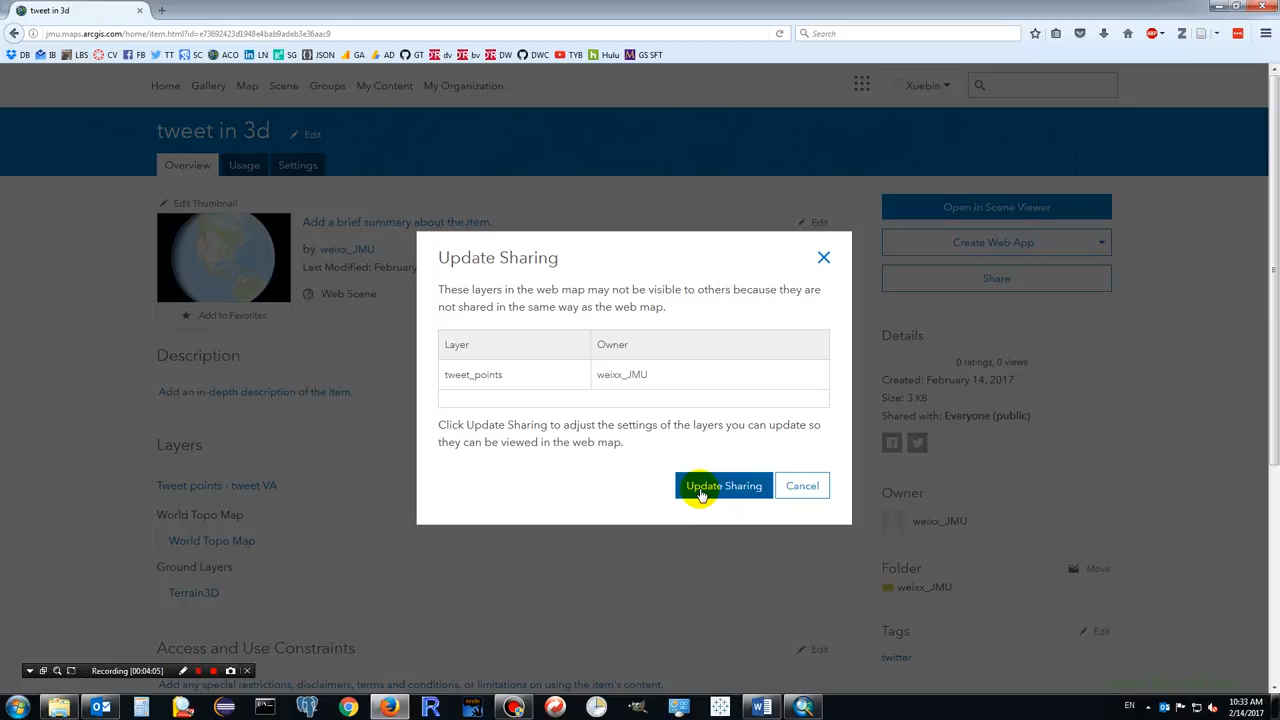 tweet in 3d
jmu.maps.arcgis.com/home/item.html?id=e73692423d1948e4bab9adeb3e36aac9
Search
DB IB LBS CV FB TT SC ACO LN SG JSON GA AD GT dv bv DW DWC TYB Hulu GS SFT
Home Gallery Map Scene Groups My Content My Organization
Xuebin
tweet in 3d
Edit
Overview Usage Settings
Edit Thumbnail
Add a brief summary about the item.
Edit
by weixx_JMU
Last Modified: February
Web Scene
Add to Favorites
Description
Add an in-depth description of the item.
Layers
Tweet points - tweet VA
World Topo Map
World Topo Map
Ground Layers
Terrain3D
Access and Use Constraints
Edit
Add any special restrictions, disclaimers, terms and conditions, or limitations on using the item's content.
Update Sharing
These layers in the web map may not be visible to others because they are
not shared in the same way as the web map.
Layer Owner
tweet_points weixx_JMU
Click Update Sharing to adjust the settings of the layers you can update so
they can be viewed in the web map.
Update Sharing Cancel
Open in Scene Viewer
Create Web App
Share
Details
0 ratings, 0 views
Created: February 14, 2017
Size: 3 KB
Shared with: Everyone (public)
Owner
weixx_JMU
Folder
Move
weixx_JMU
Tags
Edit
twitter
Recording [00:04:05]
EN
10:33 AM
2/14/2017